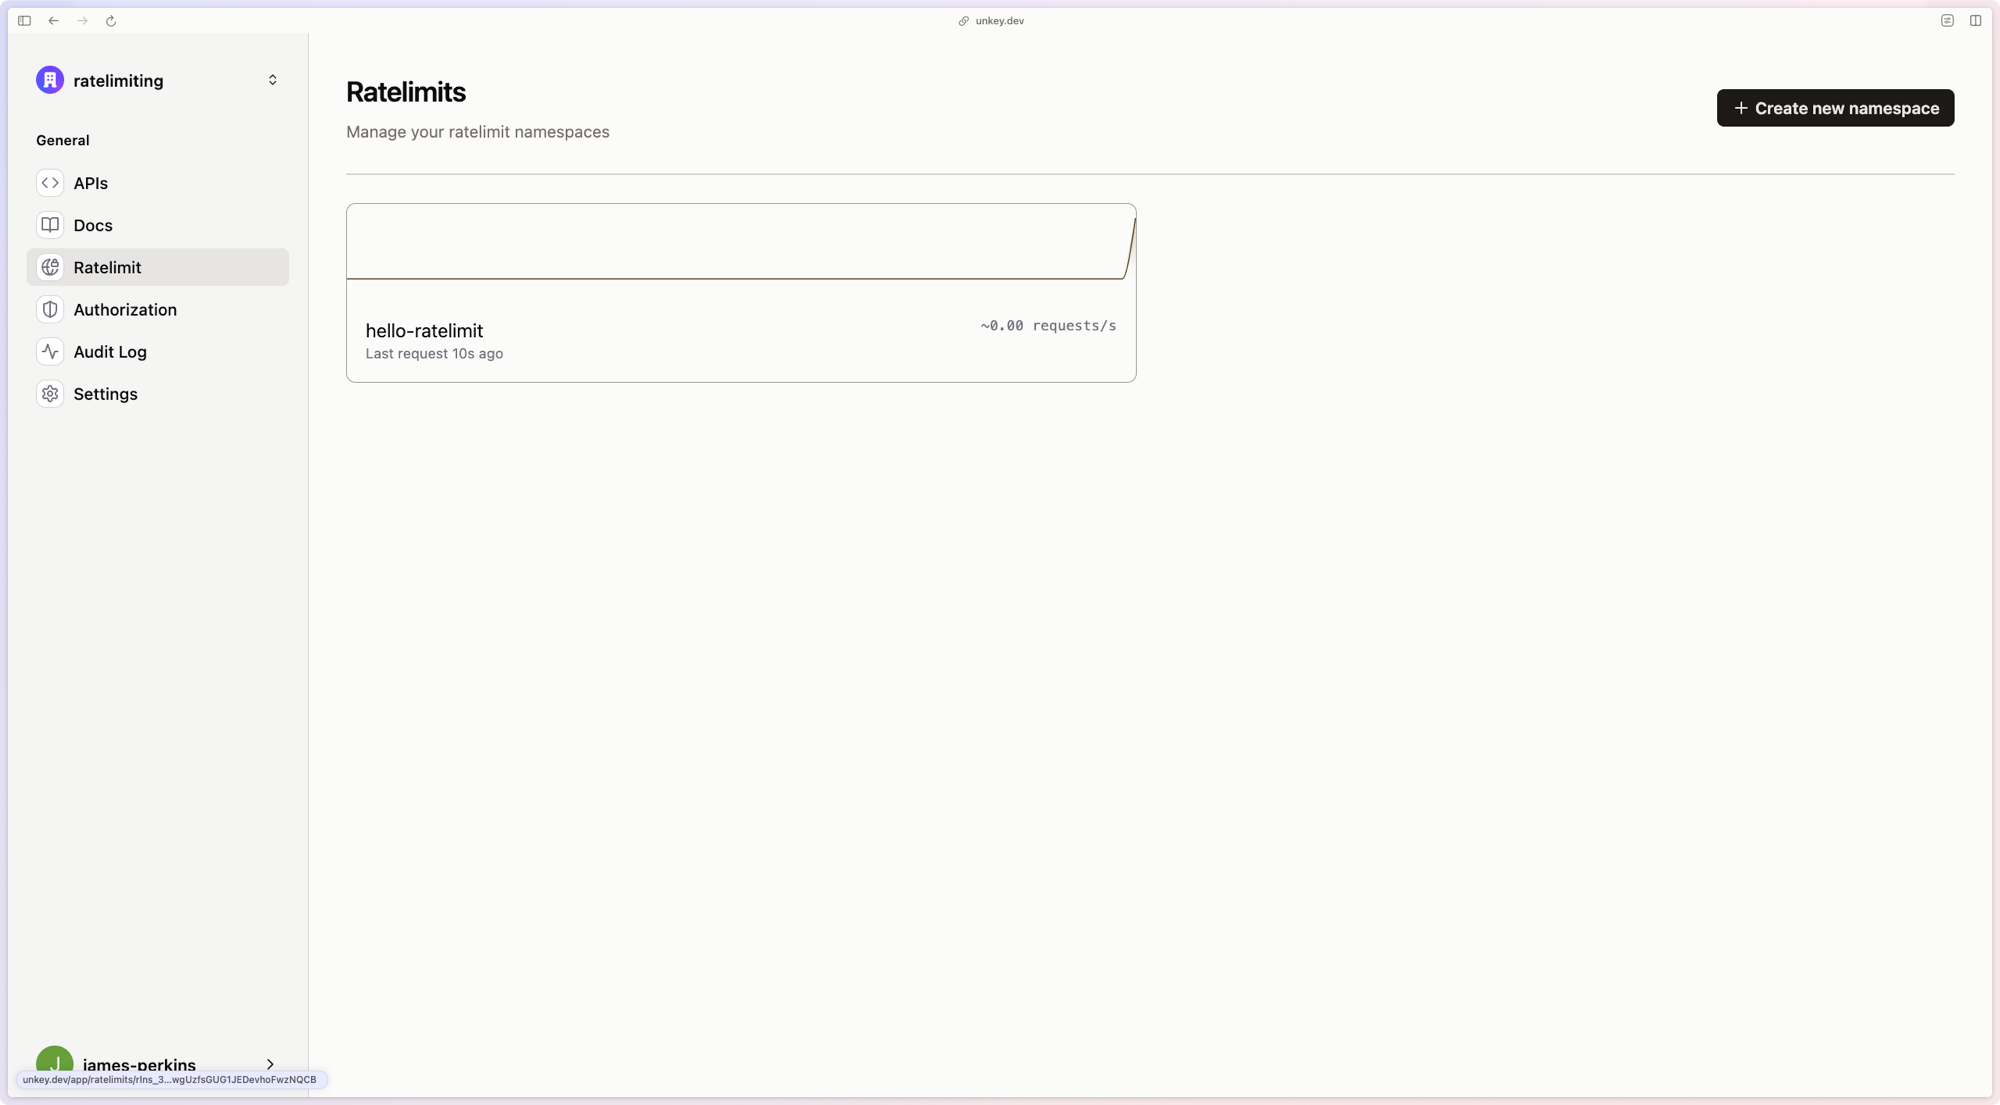 unkey.dev
ratelimiting
General
APIs
Docs
Ratelimit
Authorization
Audit Log
Settings
Ratelimits
Manage your ratelimit namespaces
Create new namespace
hello-ratelimit
~0.00 requests/s
Last request 10s ago
J
james-perkins
unkey.dev/app/ratelimits/rlns_3...wgUzfsGUG1JEDevhoFwzNQCB